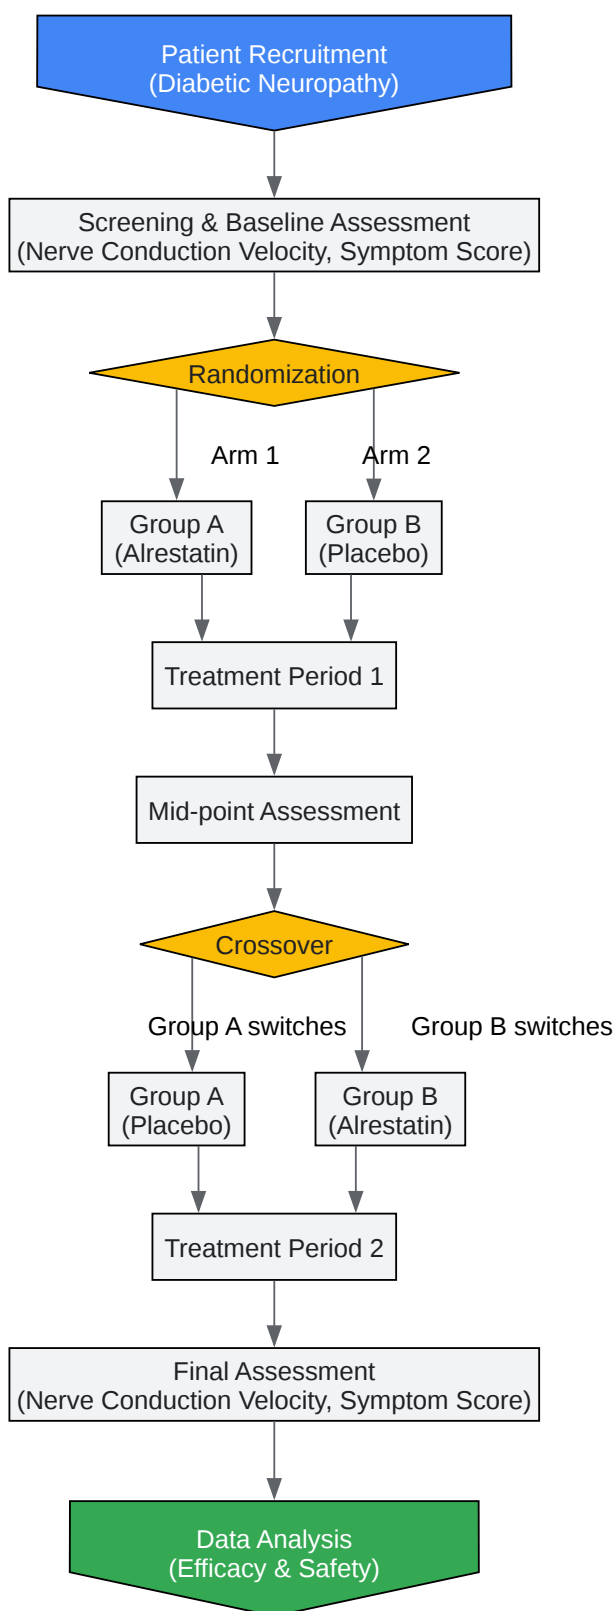 Patient Recruitment
(Diabetic Neuropathy)
Screening & Baseline Assessment
(Nerve Conduction Velocity, Symptom Score)
Randomization
Arm 1
Arm 2
Group A
(Alrestatin)
Group B
(Placebo)
Treatment Period 1
Mid-point Assessment
Crossover
Group A switches
Group B switches
Group A
(Placebo)
Group B
(Alrestatin)
Treatment Period 2
Final Assessment
(Nerve Conduction Velocity, Symptom Score)
Data Analysis
(Efficacy & Safety)